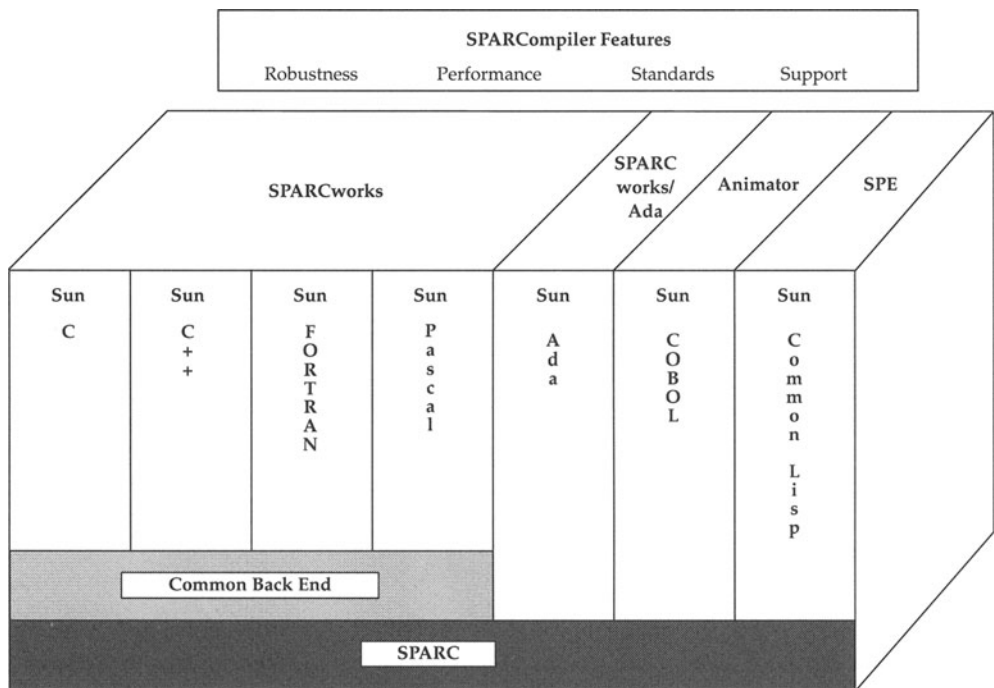 SPARCompiler Features
Robustness Performance Standards Support
SPARCworks
SPARC
works/
Ada
Animator
SPE
Sun
C
Sun
C
+
+
Sun
F
O
R
T
R
A
N
Sun
P
a
s
c
a
l
Sun
A
d
a
Sun
C
O
B
O
L
Sun
C
o
m
m
o
n
L
i
s
p
Common Back End
SPARC